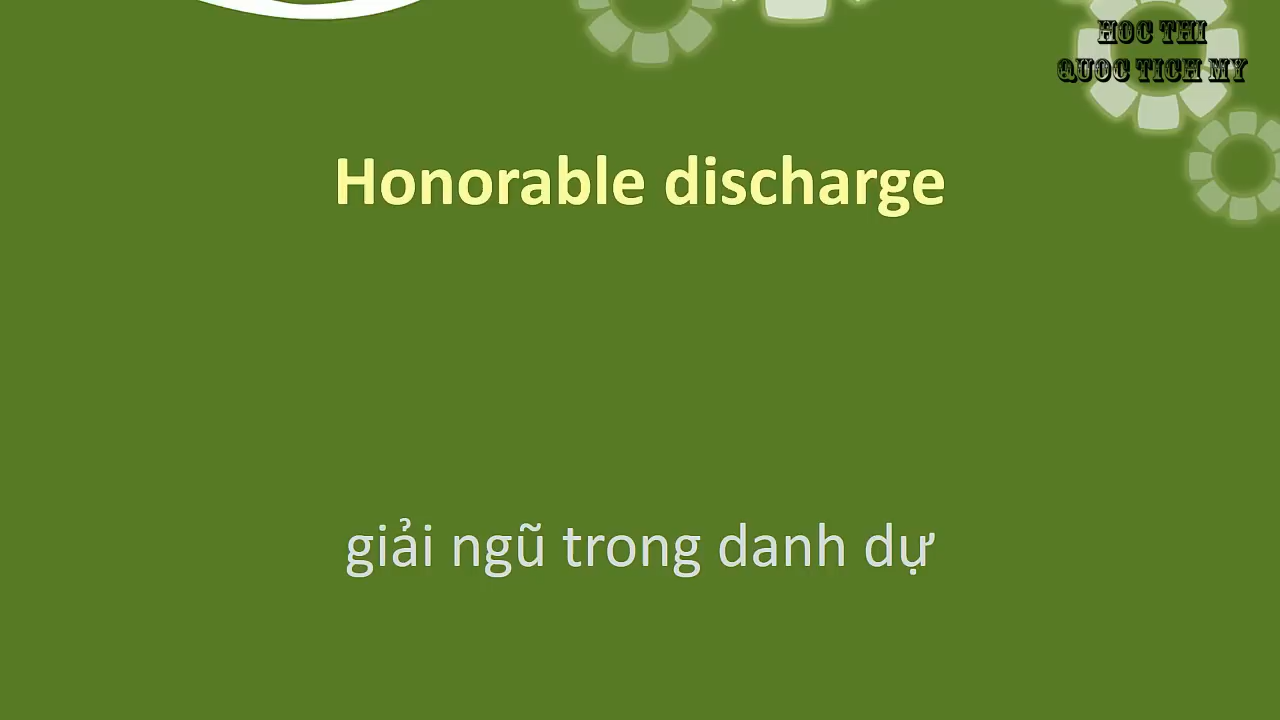 HOC THI
QUOC TICH MY
Honorable discharge
giải ngũ trong danh dự